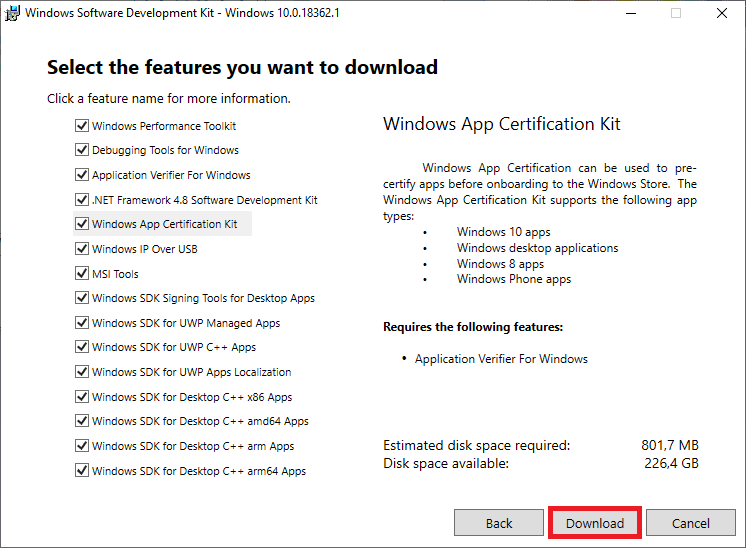 Windows Software Development Kit - Windows 10.0.18362.1
Select the features you want to download
Click a feature name for more information.
Windows Performance Toolkit
Debugging Tools for Windows
Application Verifier For Windows
.NET Framework 4.8 Software Development Kit
Windows App Certification Kit
Windows IP Over USB
MSI Tools
Windows SDK Signing Tools for Desktop Apps
Windows SDK for UWP Managed Apps
Windows SDK for UWP C++ Apps
Windows SDK for UWP Apps Localization
Windows SDK for Desktop C++ x86 Apps
Windows SDK for Desktop C++ amd64 Apps
Windows SDK for Desktop C++ arm Apps
Windows SDK for Desktop C++ arm64 Apps
Windows App Certification Kit
Windows App Certification can be used to pre-
certify apps before onboarding to the Windows Store. The
Windows App Certification Kit supports the following app
types:
• Windows 10 apps
• Windows desktop applications
• Windows 8 apps
• Windows Phone apps
Requires the following features:
• Application Verifier For Windows
Estimated disk space required: 801,7 MB
Disk space available: 226,4 GB
Back Download Cancel